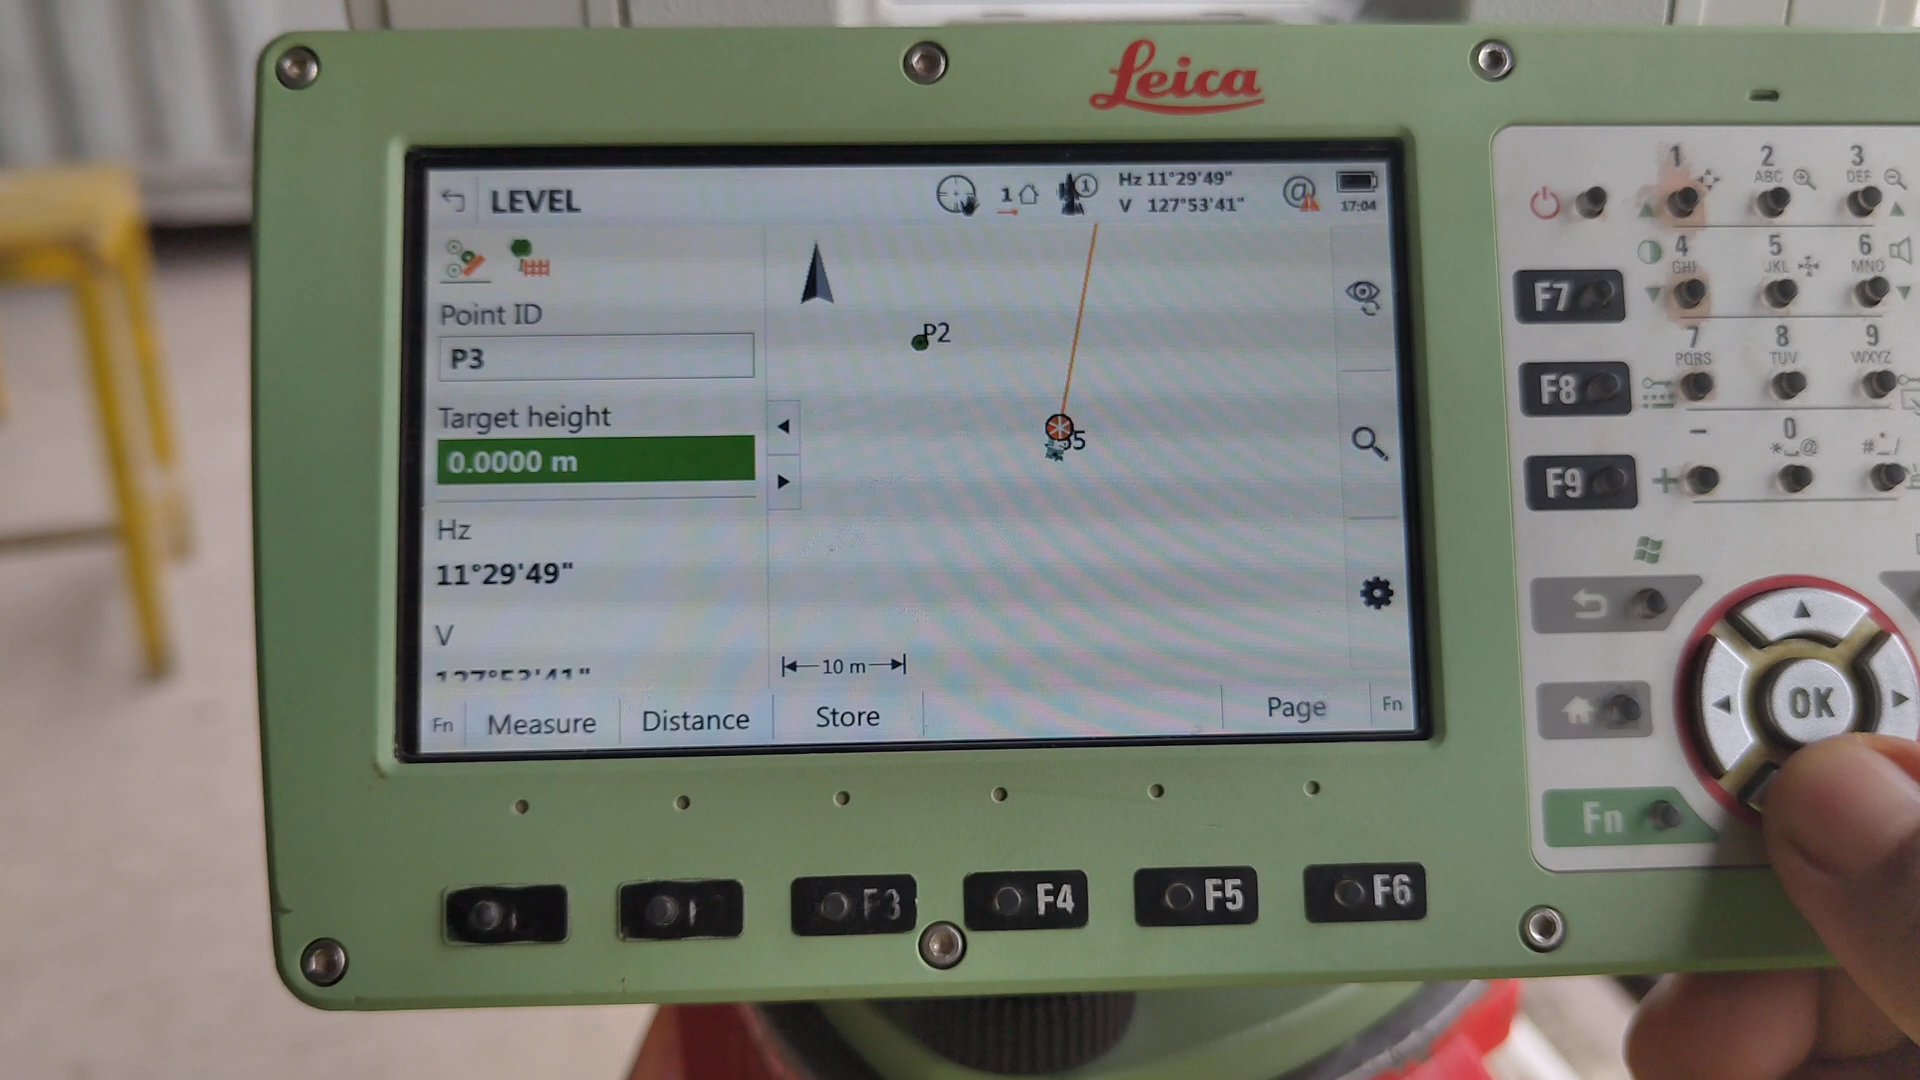 Leica
LEVEL
1
1
Hz 11°29'49"
V 127°53'41"
@
17:04
Point ID
P3
Target height
0.0000 m
Hz
11°29'49"
V
127°53'41"
P2
5
10 m
Fn Measure Distance Store Page Fn
F3 F4 F5 F6
F7
F8
F9
1 2 3
ABC DEF
4 5 6
GHI JKL MNO
7 8 9
PQRS TUV WXYZ
- 0
*_@ #*_/
+
OK
Fn